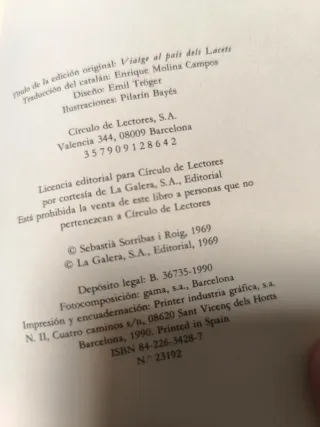 Título de la edición original: Viatge al país dels Lacets
Traducción del catalán: Enrique Molina Campos
Diseño: Emil Tröger
Ilustraciones: Pilarín Bayés
Círculo de Lectores, S.A.
Valencia 344, 08009 Barcelona
3 5 7 9 0 9 1 2 8 6 4 2
Licencia editorial para Círculo de Lectores
por cortesía de La Galera, S.A., Editorial
Está prohibida la venta de este libro a personas que no
pertenezcan a Círculo de Lectores
© Sebastià Sorribas i Roig, 1969
© La Galera, S.A., Editorial, 1969
Depósito legal: B. 36735-1990
Fotocomposición: gama, s.a., Barcelona
Impresión y encuadernación: Printer industria gráfica, s.a.
N. II, Cuatro caminos s/n, 08620 Sant Vicenç dels Horts
Barcelona, 1990. Printed in Spain
ISBN 84-226-3428-7
N.º 23192